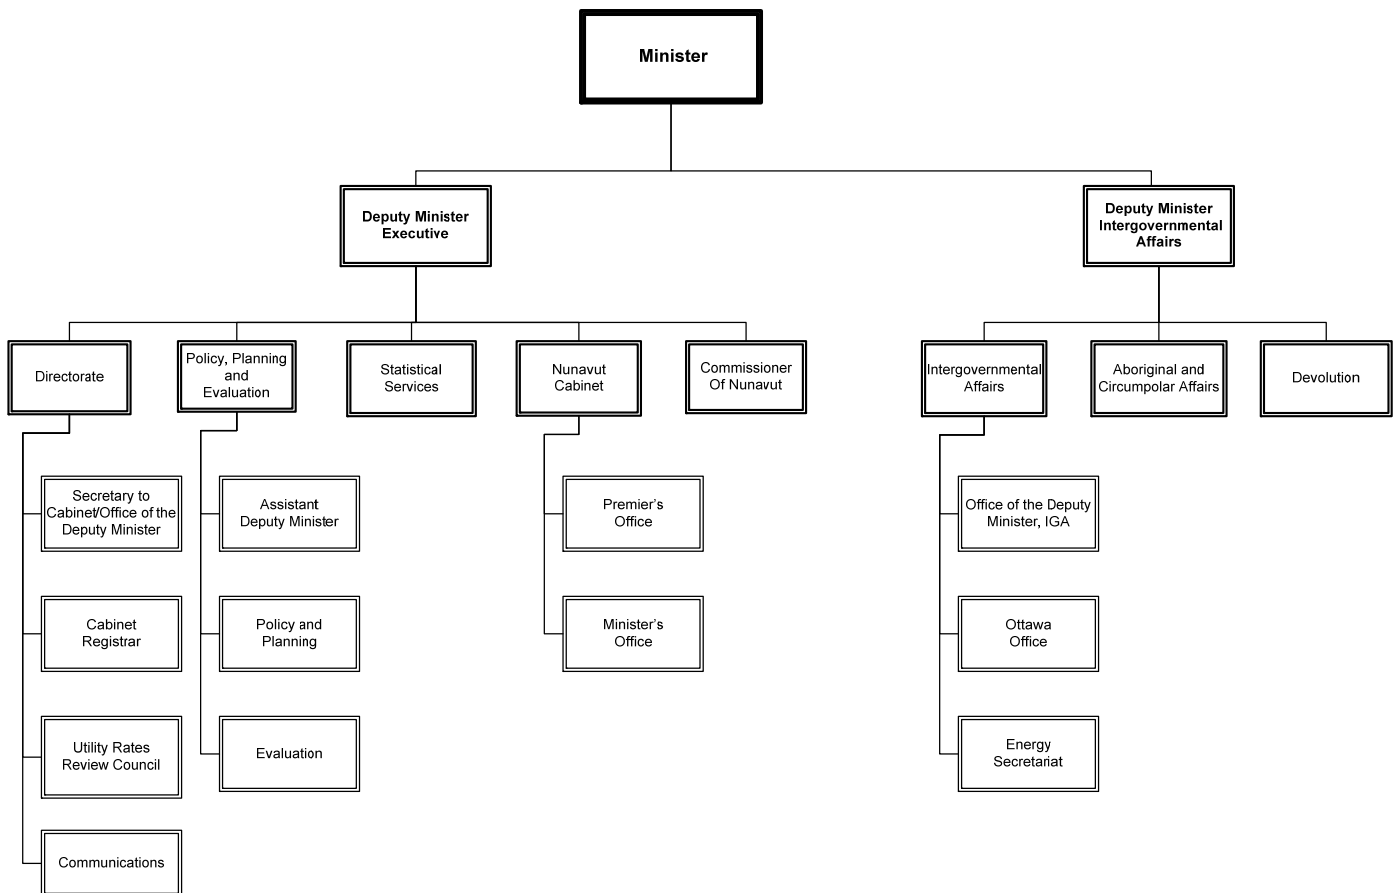 Minister
Deputy Minister
Executive
Deputy Minister
Intergovernmental
Affairs
Directorate
Policy, Planning
and
Evaluation
Statistical
Services
Nunavut
Cabinet
Commissioner
Of Nunavut
Intergovernmental
Affairs
Aboriginal and
Circumpolar Affairs
Devolution
Secretary to
Cabinet/Office of the
Deputy Minister
Assistant
Deputy Minister
Premier's
Office
Office of the Deputy
Minister, IGA
Cabinet
Registrar
Policy and
Planning
Minister's
Office
Ottawa
Office
Utility Rates
Review Council
Evaluation
Energy
Secretariat
Communications